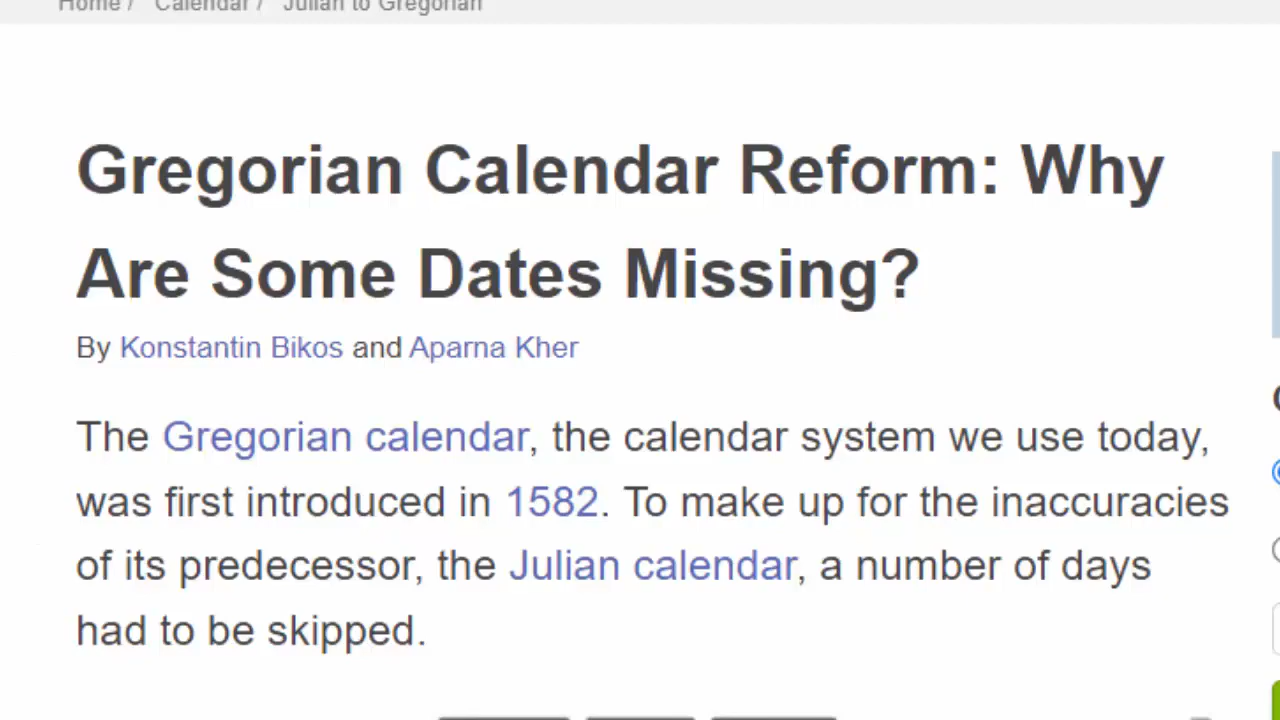 Home / Calendar / Julian to Gregorian
Gregorian Calendar Reform: Why
Are Some Dates Missing?
By Konstantin Bikos and Aparna Kher
The Gregorian calendar, the calendar system we use today,
was first introduced in 1582. To make up for the inaccuracies
of its predecessor, the Julian calendar, a number of days
had to be skipped.